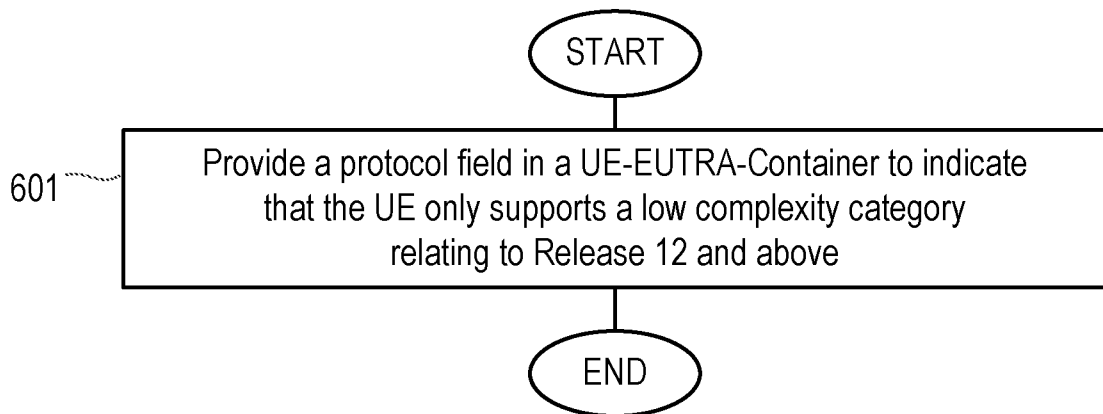 START
601
Provide a protocol field in a UE-EUTRA-Container to indicate
that the UE only supports a low complexity category
relating to Release 12 and above
END